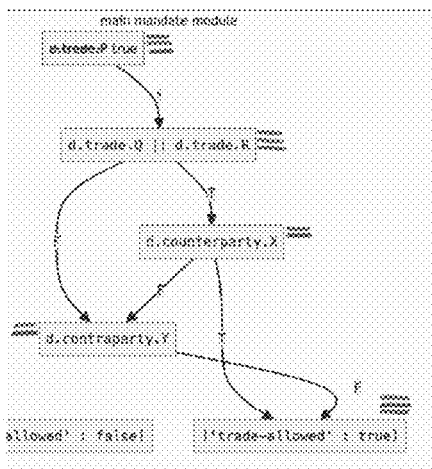 main mandate module
d.trade.P true
d.trade.Q || d.trade.R
T
d.counterparty.X
F
d.contraparty.Y
F
allowed' : false}
{'trade-allowed' : true}